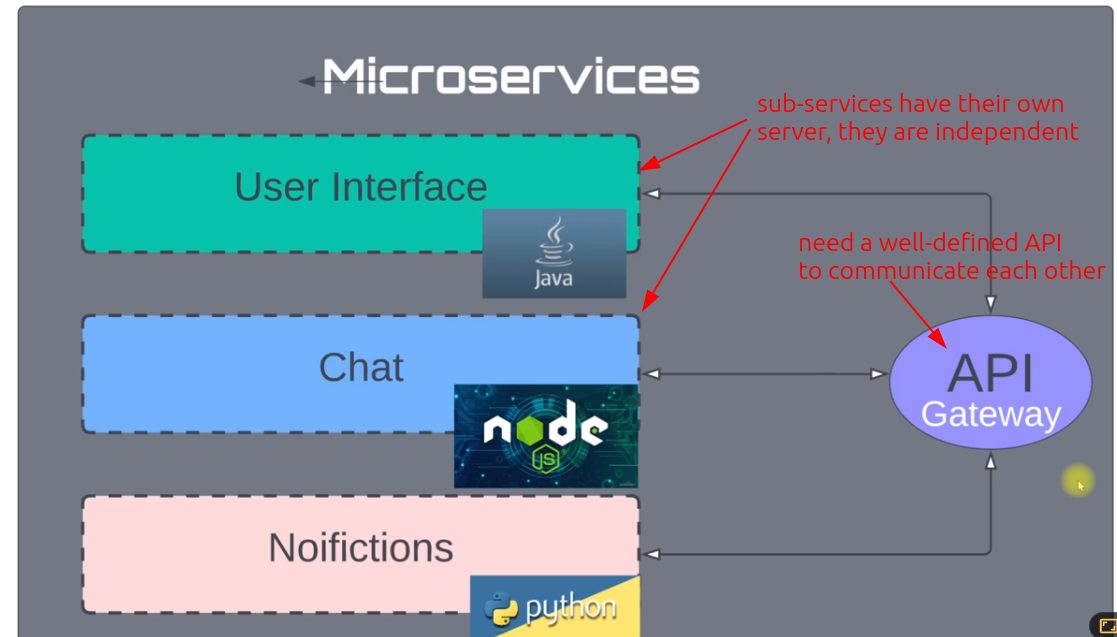 Microservices
sub-services have their own
server, they are independent
User Interface
Java
need a well-defined API
to communicate each other
Chat
node
JS
API
Gateway
Noifictions
python